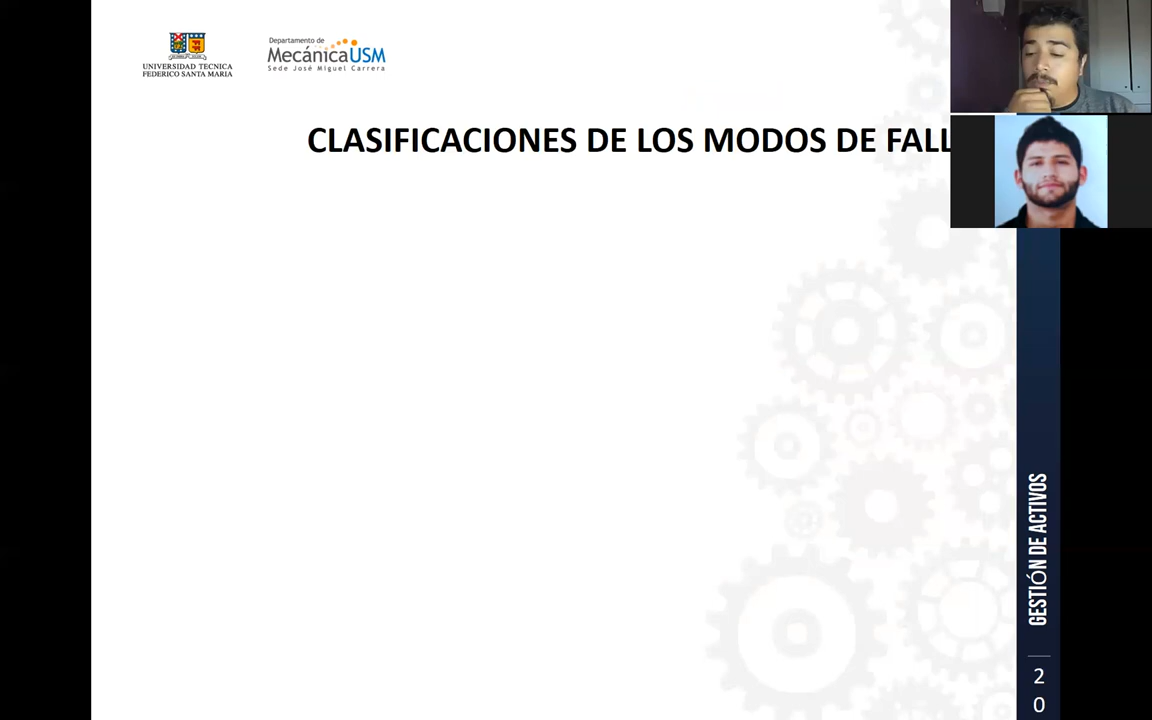 UNIVERSIDAD TECNICA
FEDERICO SANTA MARIA
Departamento de
MecánicaUSM
Sede José Miguel Carrera
CLASIFICACIONES DE LOS MODOS DE FALL
GESTIÓN DE ACTIVOS
2
0